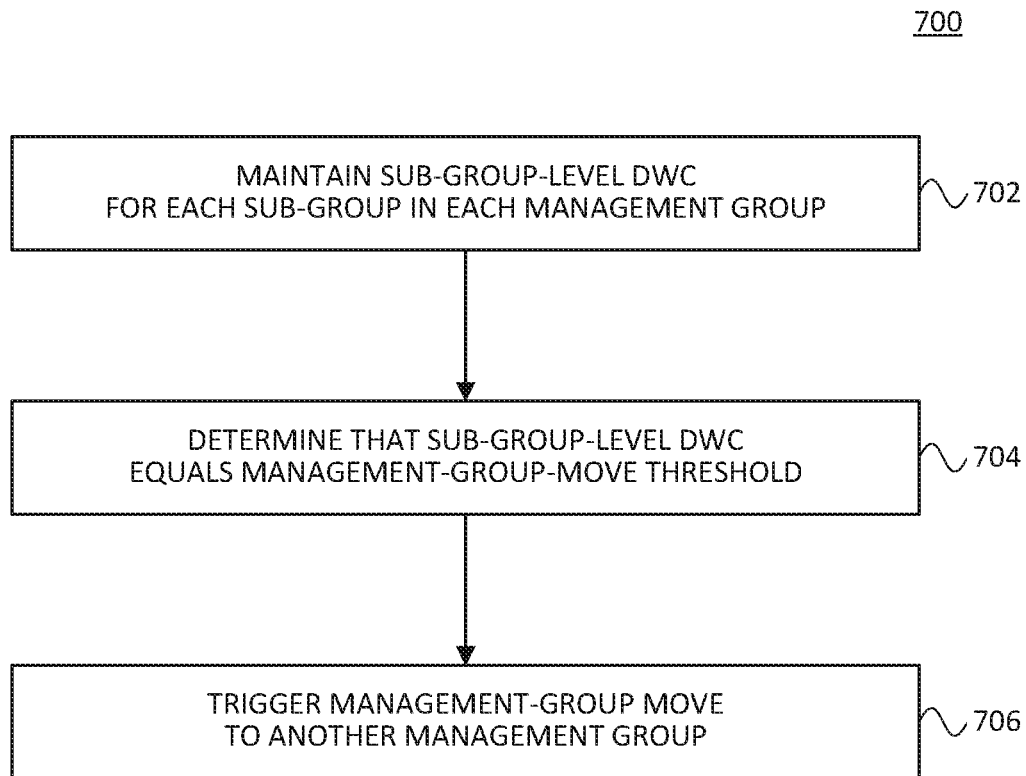 700
MAINTAIN SUB-GROUP-LEVEL DWC
FOR EACH SUB-GROUP IN EACH MANAGEMENT GROUP
702
DETERMINE THAT SUB-GROUP-LEVEL DWC
EQUALS MANAGEMENT-GROUP-MOVE THRESHOLD
704
TRIGGER MANAGEMENT-GROUP MOVE
TO ANOTHER MANAGEMENT GROUP
706